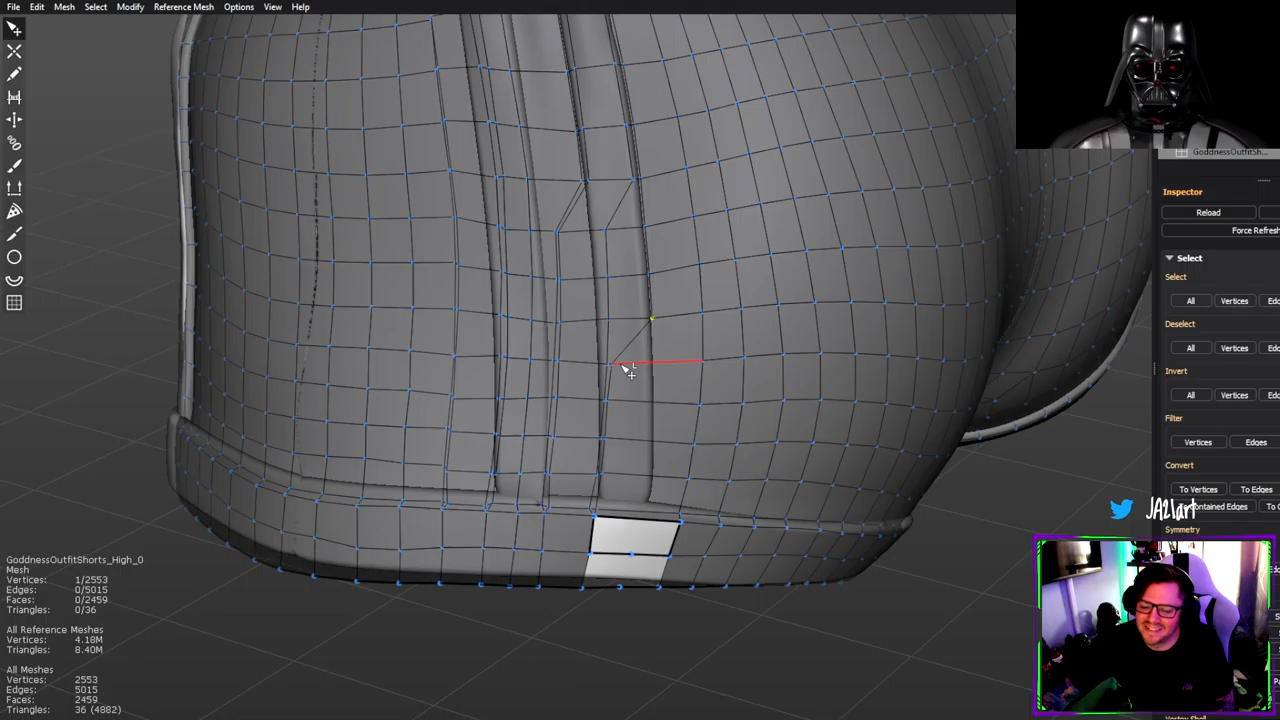 File Edit Mesh Select Modify Reference Mesh Options View Help
GoddnessOutfitSh...
Inspector
Reload
Force Refresh
Select
Select
All Vertices
Deselect
All Vertices
Invert
All Vertices
Filter
Vertices Edges
Convert
To Vertices To Edges
Contained Edges
Symmetry
JA21art
GoddnessOutfitShorts_High_0
Mesh
Vertices: 1/2553
Edges: 0/5015
Faces: 0/2459
Triangles: 0/36
All Reference Meshes
Vertices: 4.18M
Triangles: 8.40M
All Meshes
Vertices: 2553
Edges: 5015
Faces: 2459
Triangles: 36 (4882)